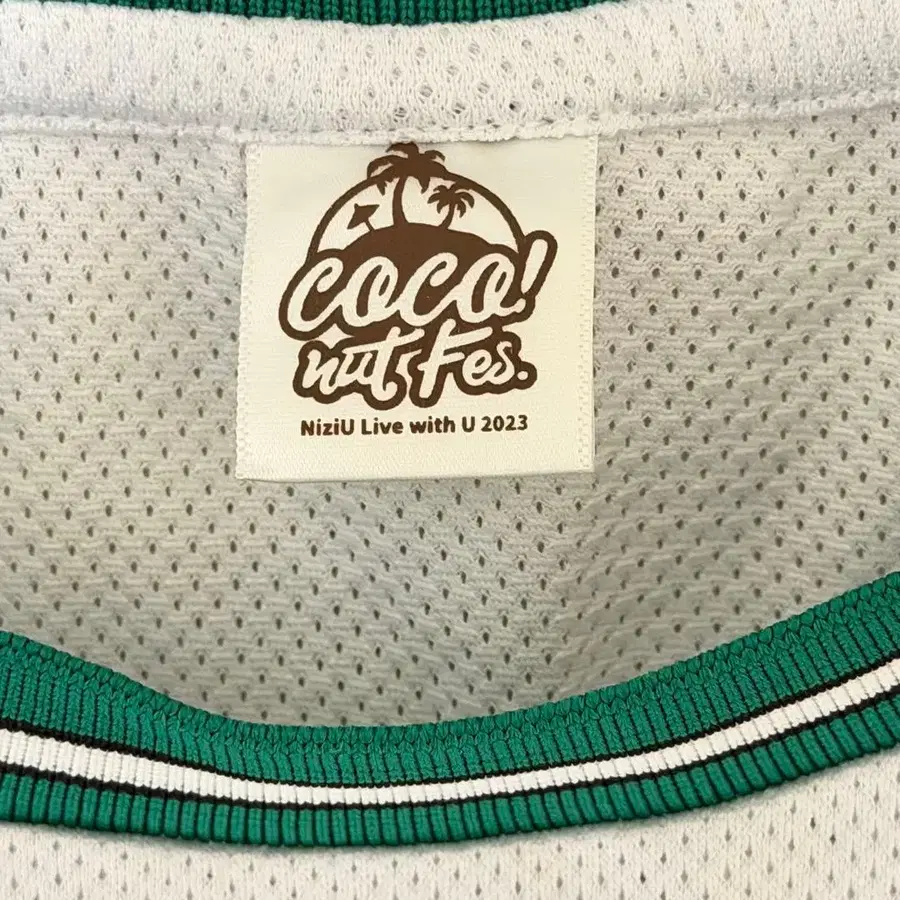 COCO!
nut Fes.
NiziU Live with U 2023